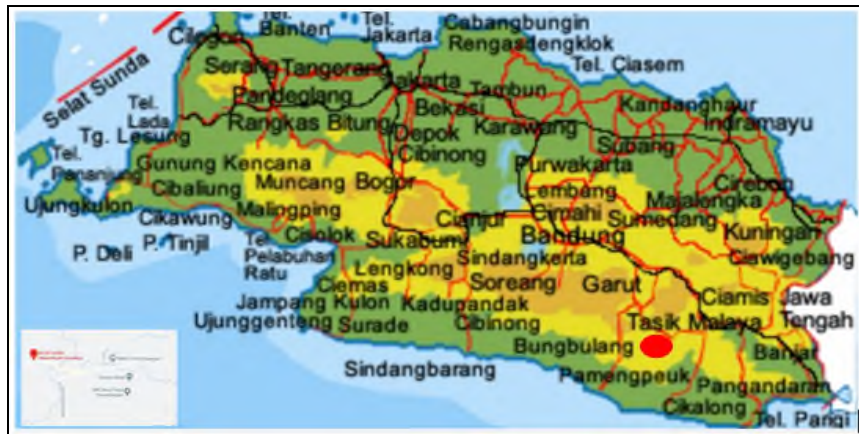 Tel.
Banten
Tel.
Jakarta
Cabangbungin
Rengasdengklok
Tel. Ciasem
Cilegon
Serang
Tangerang
Jakarta
Tambun
Selat Sunda
Pandeglang
Bekasi
Kandanghaur
Tel.
Lada
Rangkas Bitung
Karawang
Indramayu
Tg. Lesung
Depok
Subang
Tel.
Pananjung
Gunung Kencana
Cibinong
Purwakarta
Cirebon
Cibaliung
Muncang
Bogor
Lembang
Majalengka
Ujungkulon
Cikawung
Malingping
Cianjur
Cimahi
Sumedang
Kuningan
P. Deli
P. Tinjil
Tel.
Pelabuhan
Ratu
Cisolok
Sukabumi
Bandung
Ciawigebang
Lengkong
Sindangkerta
Ciemas
Soreang
Garut
Ciamis
Jawa
Tengah
Jampang Kulon
Kadupandak
Ujunggenteng
Surade
Cibinong
Tasik Malaya
Bungbulang
Banjar
Sindangbarang
Pamengpeuk
Pangandaran
Cikalong
Tel. Parigi